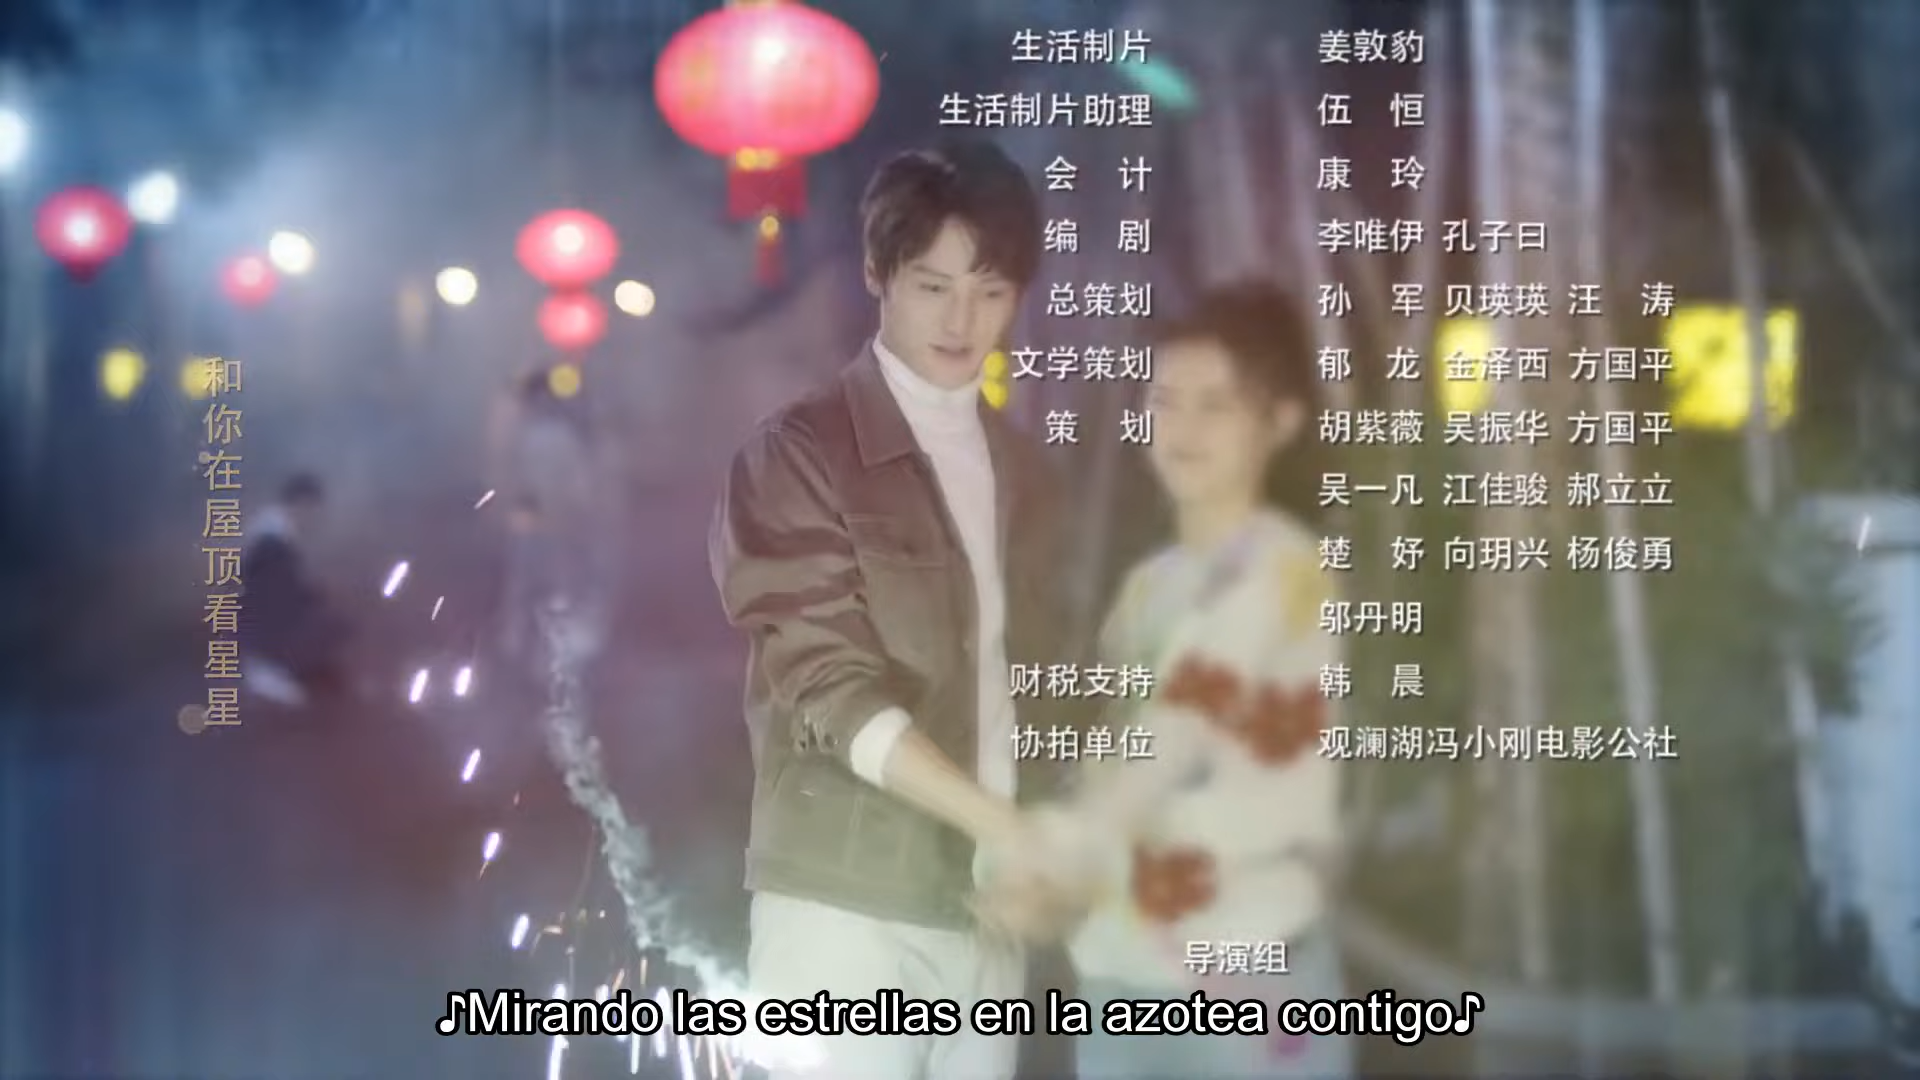 生活制片 姜敦豹
生活制片助理 伍 恒
会 计 康 玲
编 剧 李唯伊 孔子曰
总策划 孙 军 贝瑛瑛 汪 涛
文学策划 郁 龙 金泽西 方国平
策 划 胡紫薇 吴振华 方国平
吴一凡 江佳骏 郝立立
楚 妤 向玥兴 杨俊勇
邬丹明
财税支持 韩 晨
协拍单位 观澜湖冯小刚电影公社
导演组
和你在屋顶看星星
♪Mirando las estrellas en la azotea contigo♪